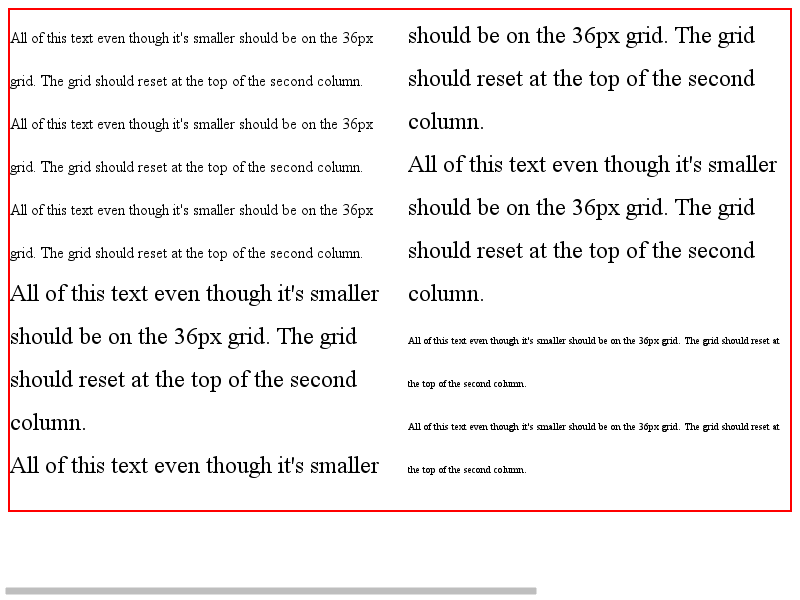 All of this text even though it's smaller should be on the 36px
grid. The grid should reset at the top of the second column.
All of this text even though it's smaller should be on the 36px
grid. The grid should reset at the top of the second column.
All of this text even though it's smaller should be on the 36px
grid. The grid should reset at the top of the second column.
All of this text even though it's smaller
should be on the 36px grid. The grid
should reset at the top of the second
column.
All of this text even though it's smaller
should be on the 36px grid. The grid
should reset at the top of the second
column.
All of this text even though it's smaller
should be on the 36px grid. The grid
should reset at the top of the second
column.
All of this text even though it's smaller should be on the 36px grid. The grid should reset at
the top of the second column.
All of this text even though it's smaller should be on the 36px grid. The grid should reset at
the top of the second column.